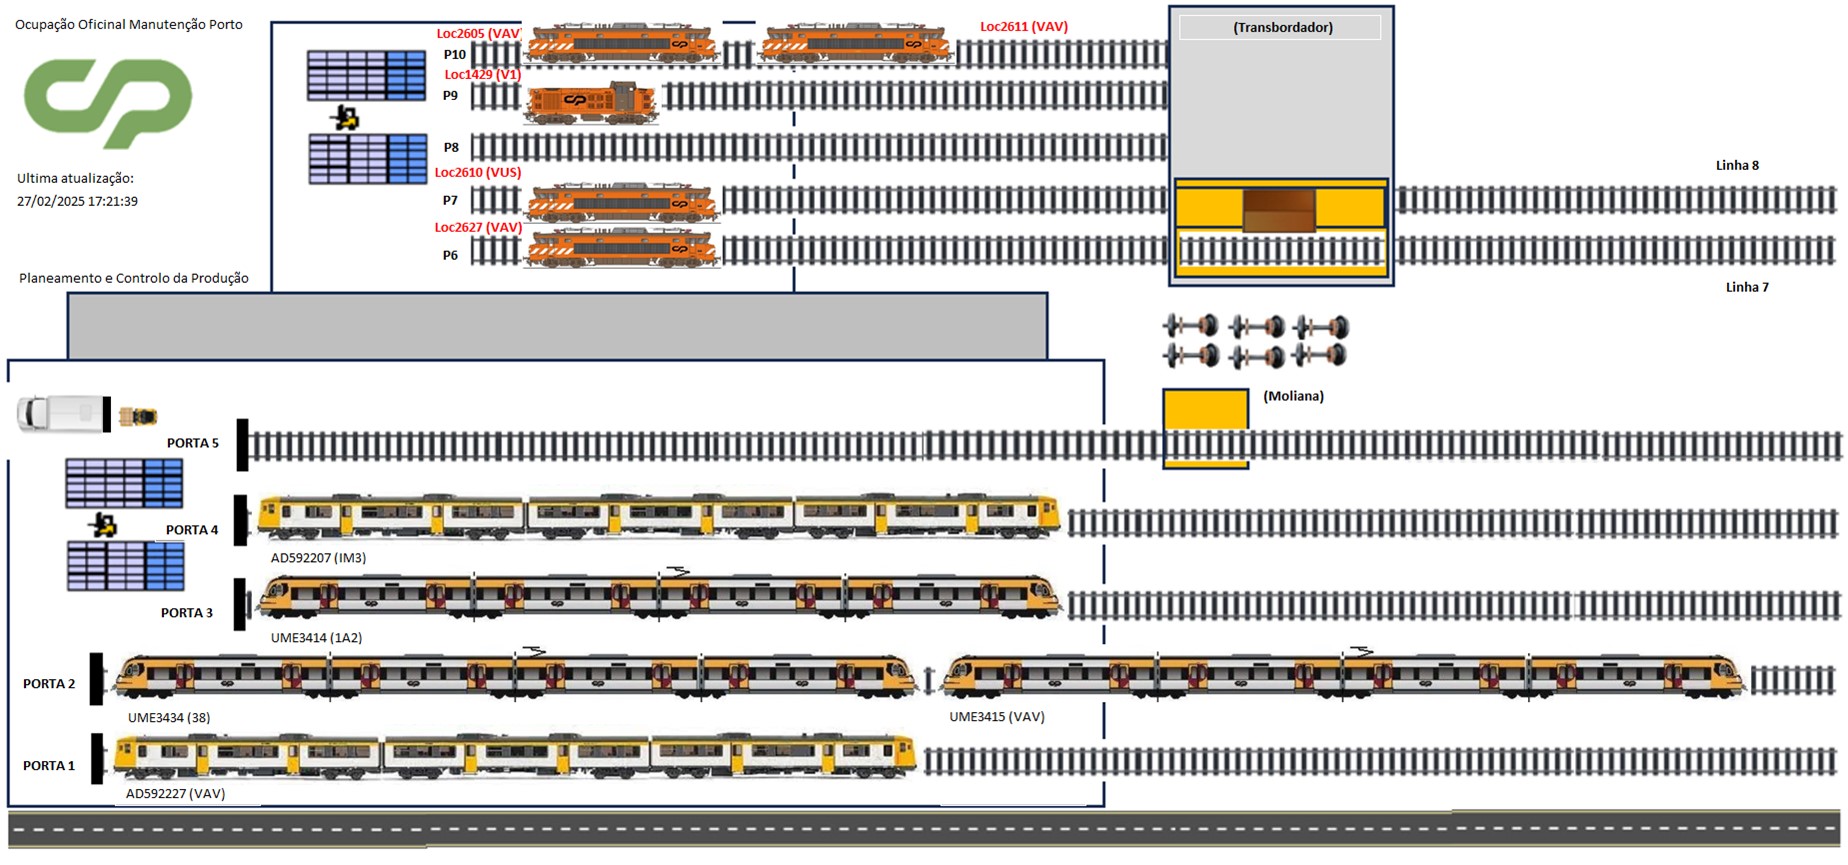 Ocupação Oficinal Manutenção Porto
cp
Ultima atualização:
27/02/2025 17:21:39
Planeamento e Controlo da Produção
Loc2605 (VAV)
Loc2611 (VAV)
P10
Loc1429 (V1)
P9
P8
Loc2610 (VUS)
P7
Loc2627 (VAV)
P6
(Transbordador)
Linha 8
Linha 7
(Moliana)
PORTA 5
PORTA 4
AD592207 (IM3)
PORTA 3
UME3414 (1A2)
PORTA 2
UME3434 (38)
UME3415 (VAV)
PORTA 1
AD592227 (VAV)